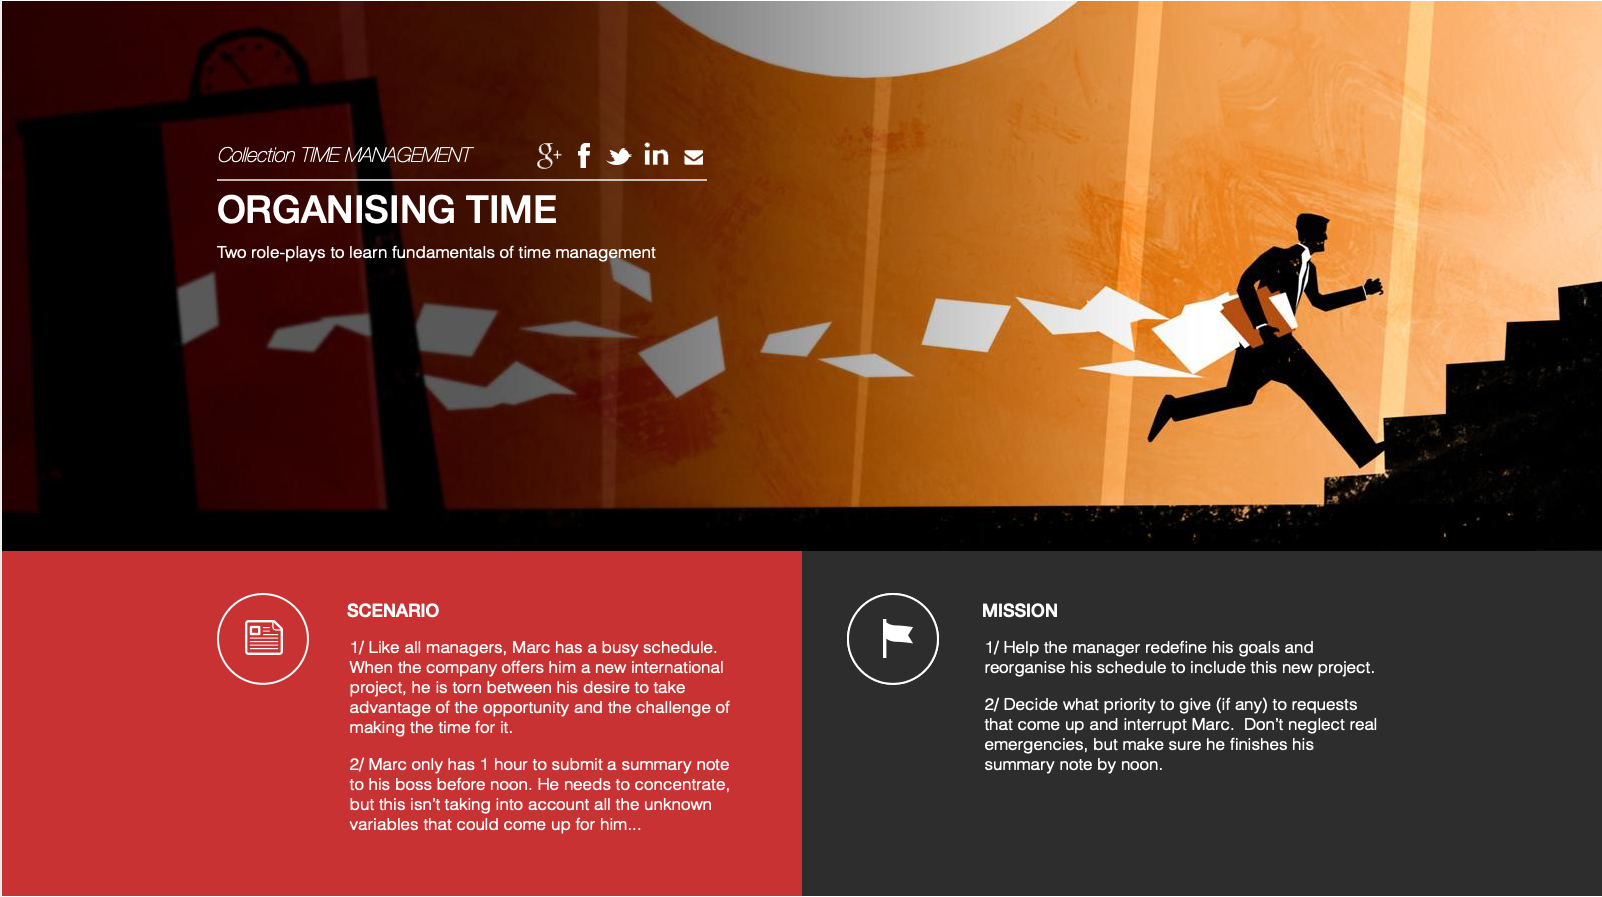 Collection TIME MANAGEMENT
g+ f in
ORGANISING TIME
Two role-plays to learn fundamentals of time management
SCENARIO
1/ Like all managers, Marc has a busy schedule.
When the company offers him a new international
project, he is torn between his desire to take
advantage of the opportunity and the challenge of
making the time for it.
2/ Marc only has 1 hour to submit a summary note
to his boss before noon. He needs to concentrate,
but this isn't taking into account all the unknown
variables that could come up for him...
MISSION
1/ Help the manager redefine his goals and
reorganise his schedule to include this new project.
2/ Decide what priority to give (if any) to requests
that come up and interrupt Marc.  Don't neglect real
emergencies, but make sure he finishes his
summary note by noon.